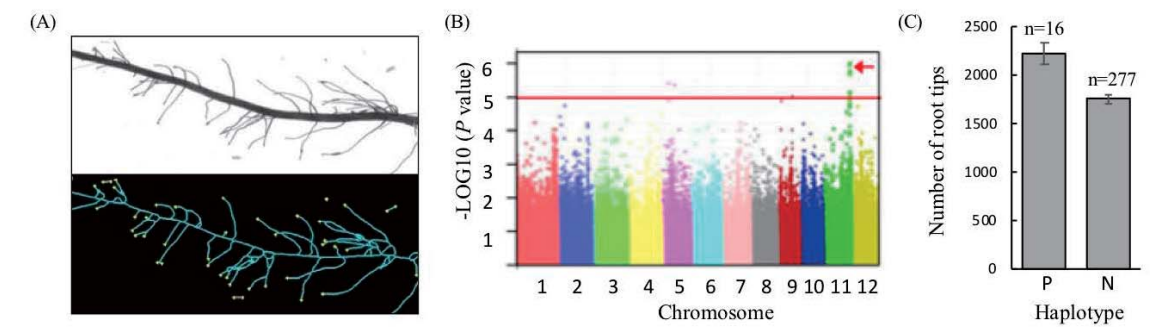 (A)
(B)
-LOG10 (P value)
6
5
4
3
2
1
1 2 3 4 5 6 7 8 9 10 11 12
Chromosome
(C)
Number of root tips
2500
2000
1500
1000
500
0
n=16
n=277
P N
Haplotype